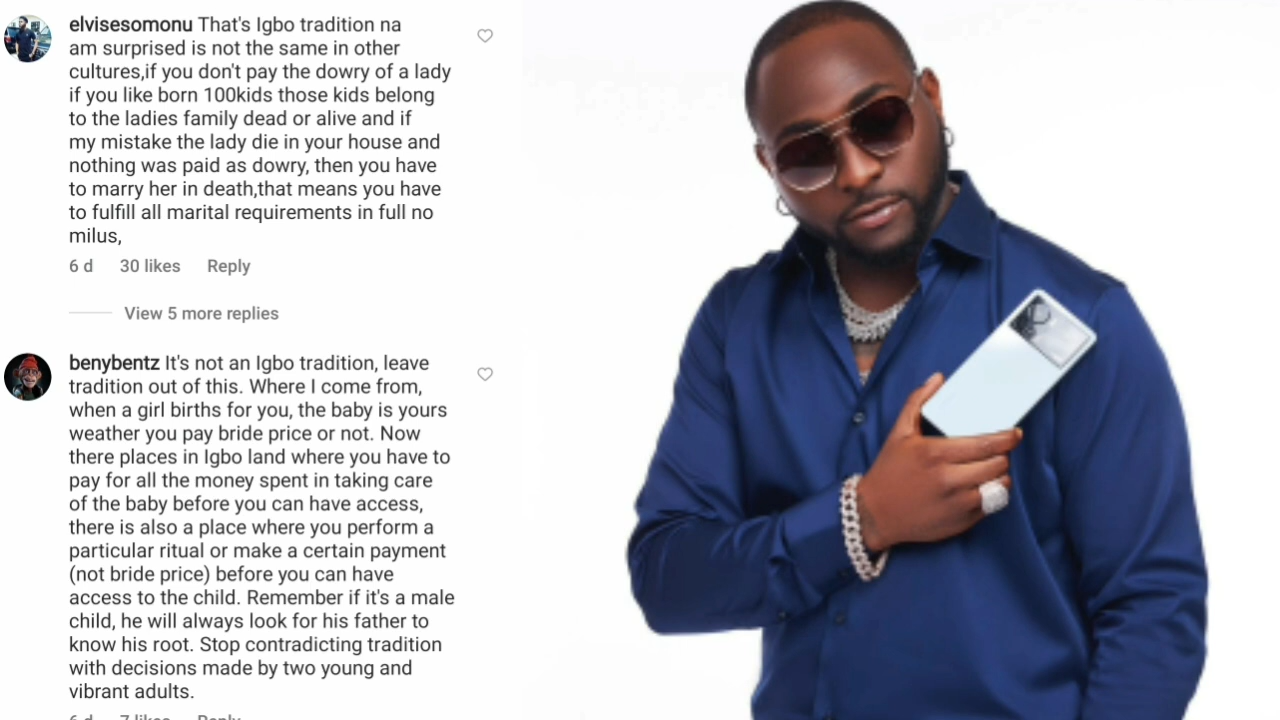 elvisesomonu That's Igbo tradition na
am surprised is not the same in other
cultures,if you don't pay the dowry of a lady
if you like born 100kids those kids belong
to the ladies family dead or alive and if
my mistake the lady die in your house and
nothing was paid as dowry, then you have
to marry her in death,that means you have
to fulfill all marital requirements in full no
milus,
6 d 30 likes Reply
View 5 more replies
benybentz It's not an Igbo tradition, leave
tradition out of this. Where I come from,
when a girl births for you, the baby is yours
weather you pay bride price or not. Now
there places in Igbo land where you have to
pay for all the money spent in taking care
of the baby before you can have access,
there is also a place where you perform a
particular ritual or make a certain payment
(not bride price) before you can have
access to the child. Remember if it's a male
child, he will always look for his father to
know his root. Stop contradicting tradition
with decisions made by two young and
vibrant adults.
6 d 7 likes Reply